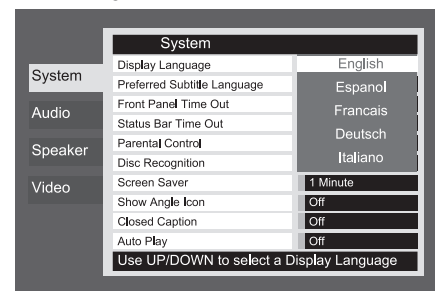 System
System
Audio
Speaker
Video
Display Language
English
Preferred Subtitle Language
Espanol
Front Panel Time Out
Francais
Status Bar Time Out
Deutsch
Parental Control
Italiano
Disc Recognition
Screen Saver
1 Minute
Show Angle Icon
Off
Closed Caption
Off
Auto Play
Off
Use UP/DOWN to select a Display Language